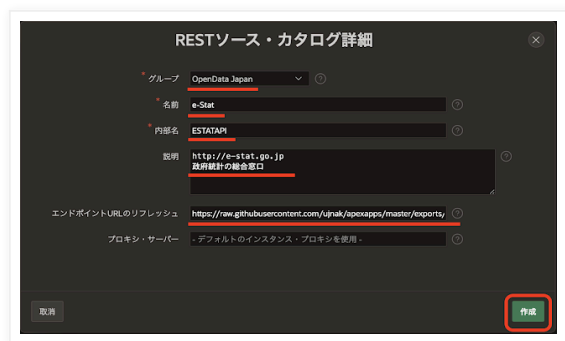 RESTソース・カタログ詳細
* グループ OpenData Japan
* 名前 e-Stat
* 内部名 ESTATAPI
説明 http://e-stat.go.jp
政府統計の総合窓口
エンドポイントURLのリフレッシュ https://raw.githubusercontent.com/ujnak/apexapps/master/exports/
プロキシ・サーバー - デフォルトのインスタンス・プロキシを使用 -
取消 作成